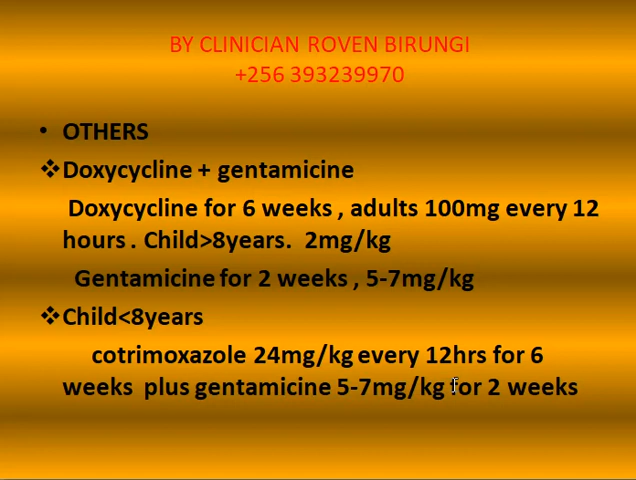 BY CLINICIAN ROVEN BIRUNGI
+256 393239970
• OTHERS
❖Doxycycline + gentamicine
Doxycycline for 6 weeks , adults 100mg every 12
hours . Child>8years. 2mg/kg
Gentamicine for 2 weeks , 5-7mg/kg
❖Child<8years
cotrimoxazole 24mg/kg every 12hrs for 6
weeks plus gentamicine 5-7mg/kg for 2 weeks